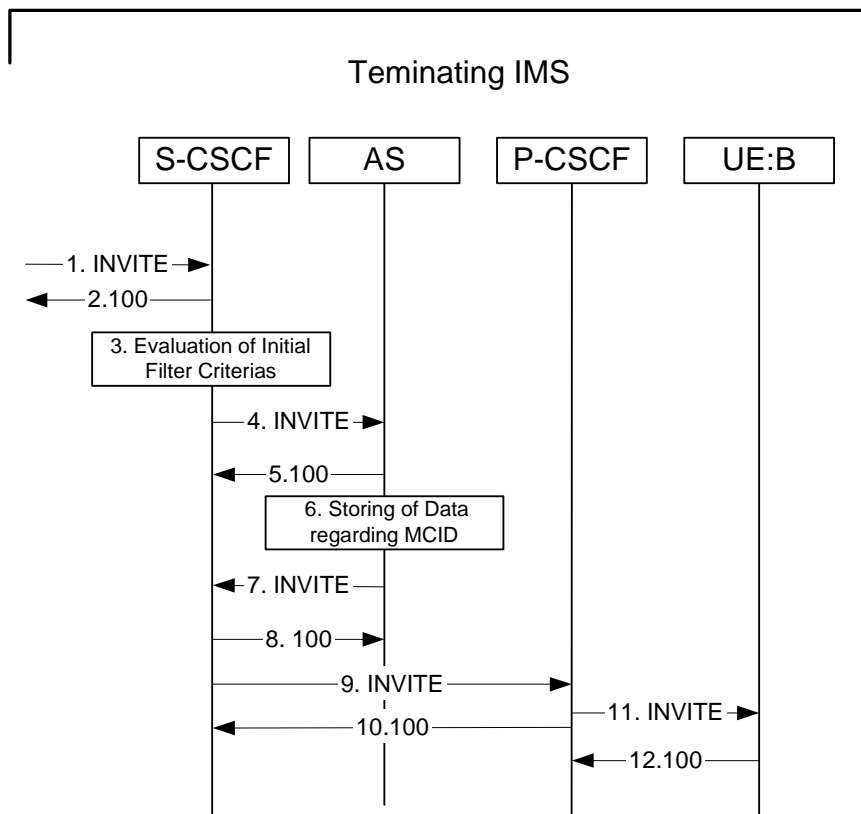 Teminating IMS
S-CSCF
AS
P-CSCF
UE:B
1. INVITE
2.100
3. Evaluation of Initial
Filter Criterias
4. INVITE
5.100
6. Storing of Data
regarding MCID
7. INVITE
8. 100
9. INVITE
11. INVITE
10.100
12.100